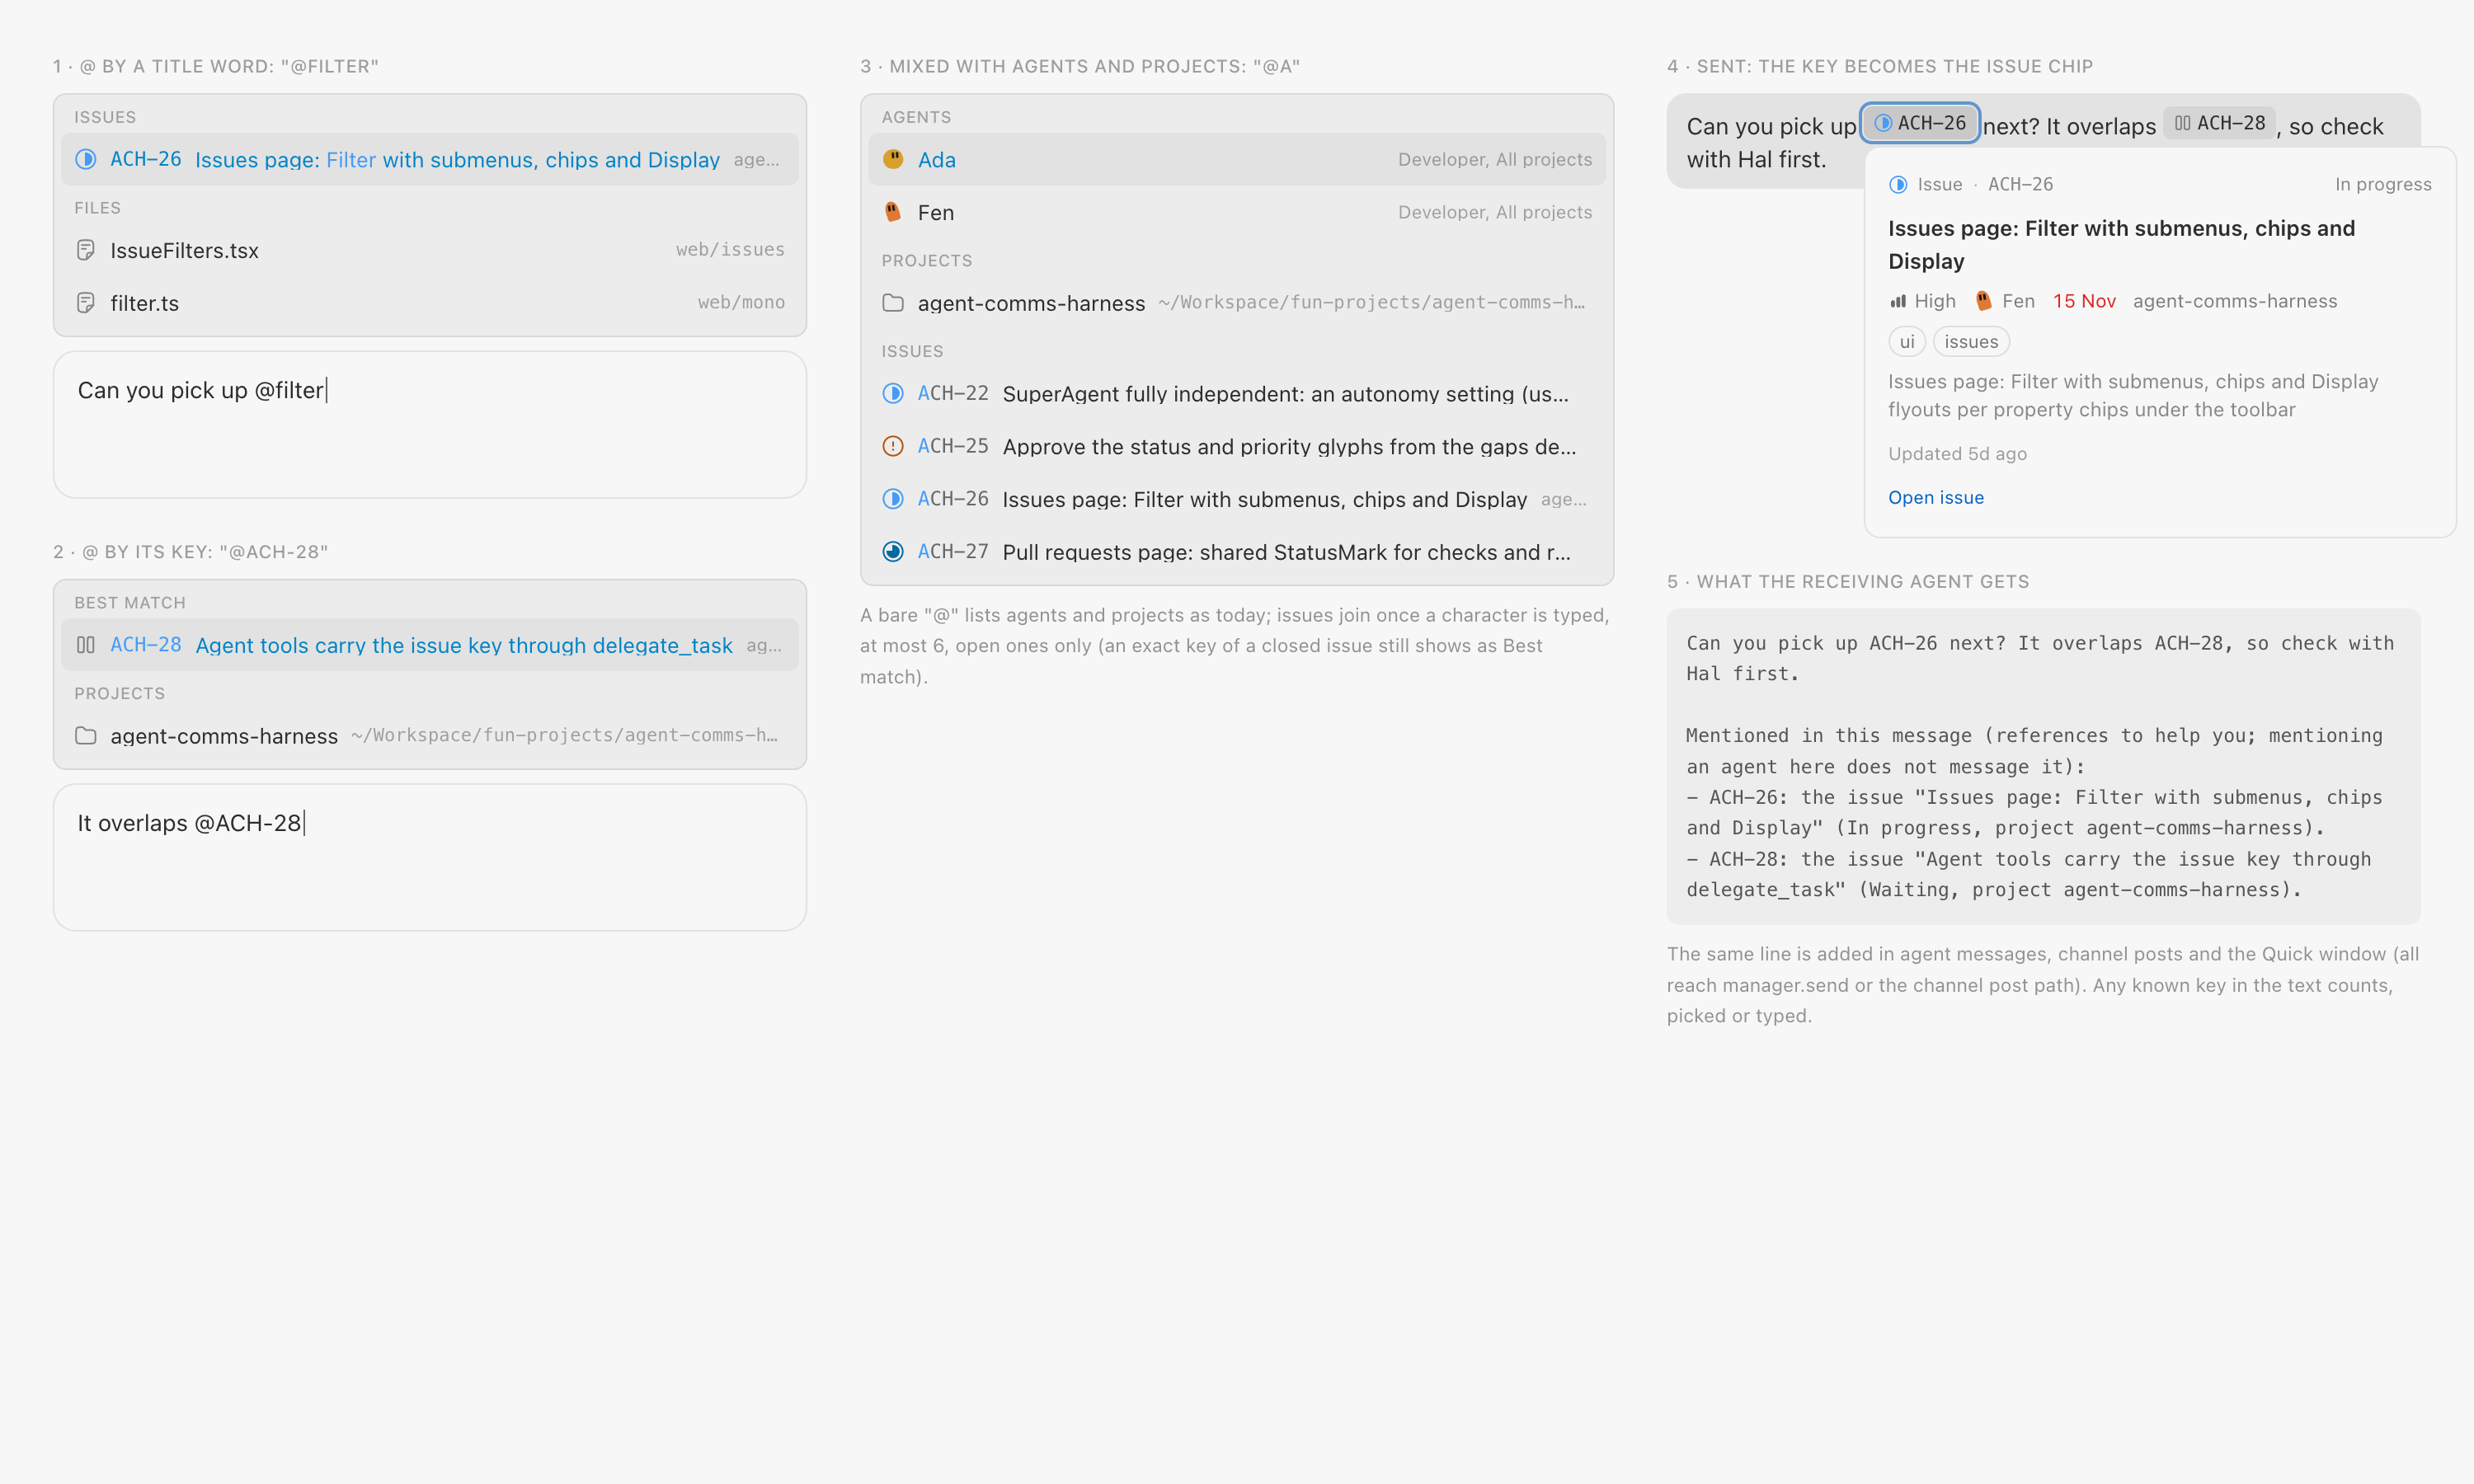 1 · @ BY A TITLE WORD: "@FILTER"
ISSUES
ACH-26 Issues page: Filter with submenus, chips and Display age…
FILES
IssueFilters.tsx web/issues
filter.ts web/mono
Can you pick up @filter
2 · @ BY ITS KEY: "@ACH-28"
BEST MATCH
ACH-28 Agent tools carry the issue key through delegate_task ag…
PROJECTS
agent-comms-harness ~/Workspace/fun-projects/agent-comms-h…
It overlaps @ACH-28
3 · MIXED WITH AGENTS AND PROJECTS: "@A"
AGENTS
Ada Developer, All projects
Fen Developer, All projects
PROJECTS
agent-comms-harness ~/Workspace/fun-projects/agent-comms-h…
ISSUES
ACH-22 SuperAgent fully independent: an autonomy setting (us…
ACH-25 Approve the status and priority glyphs from the gaps de…
ACH-26 Issues page: Filter with submenus, chips and Display age…
ACH-27 Pull requests page: shared StatusMark for checks and r…
A bare "@" lists agents and projects as today; issues join once a character is typed,
at most 6, open ones only (an exact key of a closed issue still shows as Best
match).
4 · SENT: THE KEY BECOMES THE ISSUE CHIP
Can you pick up ACH-26 next? It overlaps ACH-28, so check
with Hal first.
Issue · ACH-26 In progress
Issues page: Filter with submenus, chips and
Display
High Fen 15 Nov agent-comms-harness
ui issues
Issues page: Filter with submenus, chips and Display
flyouts per property chips under the toolbar
Updated 5d ago
Open issue
5 · WHAT THE RECEIVING AGENT GETS
Can you pick up ACH-26 next? It overlaps ACH-28, so check with
Hal first.
Mentioned in this message (references to help you; mentioning
an agent here does not message it):
- ACH-26: the issue "Issues page: Filter with submenus, chips
and Display" (In progress, project agent-comms-harness).
- ACH-28: the issue "Agent tools carry the issue key through
delegate_task" (Waiting, project agent-comms-harness).
The same line is added in agent messages, channel posts and the Quick window (all
reach manager.send or the channel post path). Any known key in the text counts,
picked or typed.